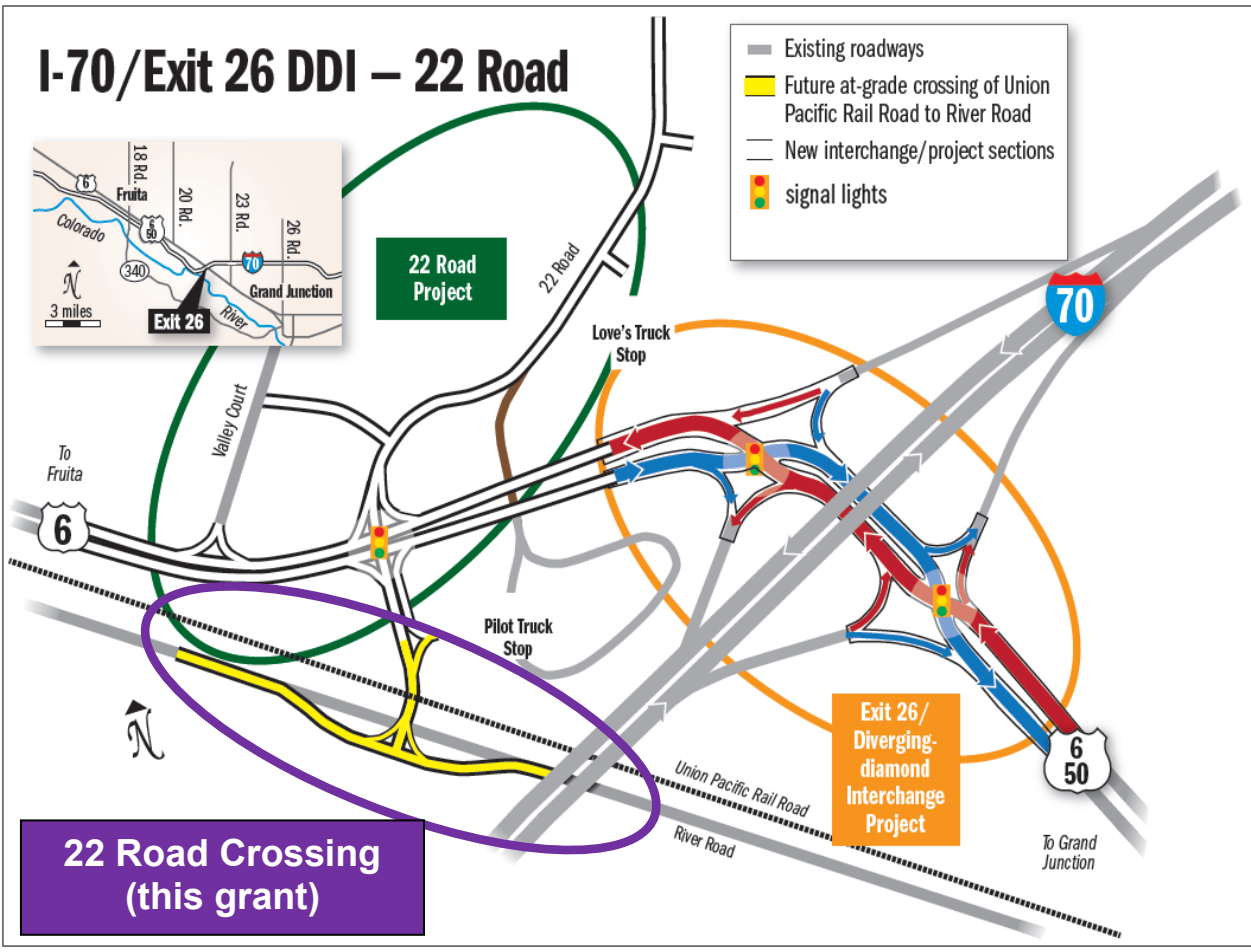 I-70/Exit 26 DDI – 22 Road
Existing roadways
Future at-grade crossing of Union
Pacific Rail Road to River Road
New interchange/project sections
signal lights
6
Fruita
18 Rd.
20 Rd.
23 Rd.
26 Rd.
6
50
70
Colorado
River
340
Grand Junction
N
3 miles
Exit 26
22 Road
Project
22 Road
70
Love's Truck
Stop
Valley Court
To
Fruita
6
Pilot Truck
Stop
N
Exit 26/
Diverging-
diamond
Interchange
Project
6
50
Union Pacific Rail Road
River Road
To Grand
Junction
22 Road Crossing
(this grant)